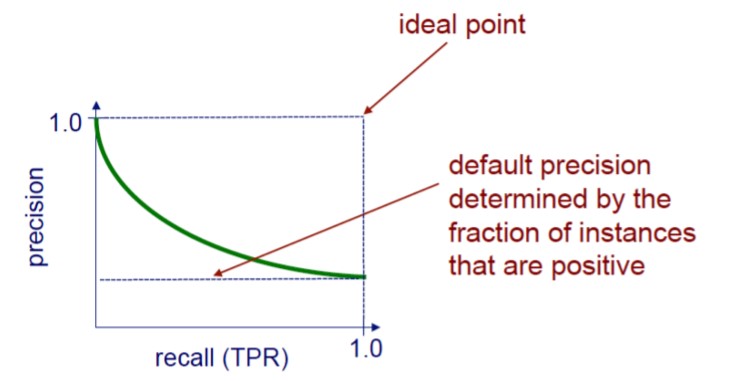 ideal point
1.0
precision
default precision
determined by the
fraction of instances
that are positive
recall (TPR)
1.0